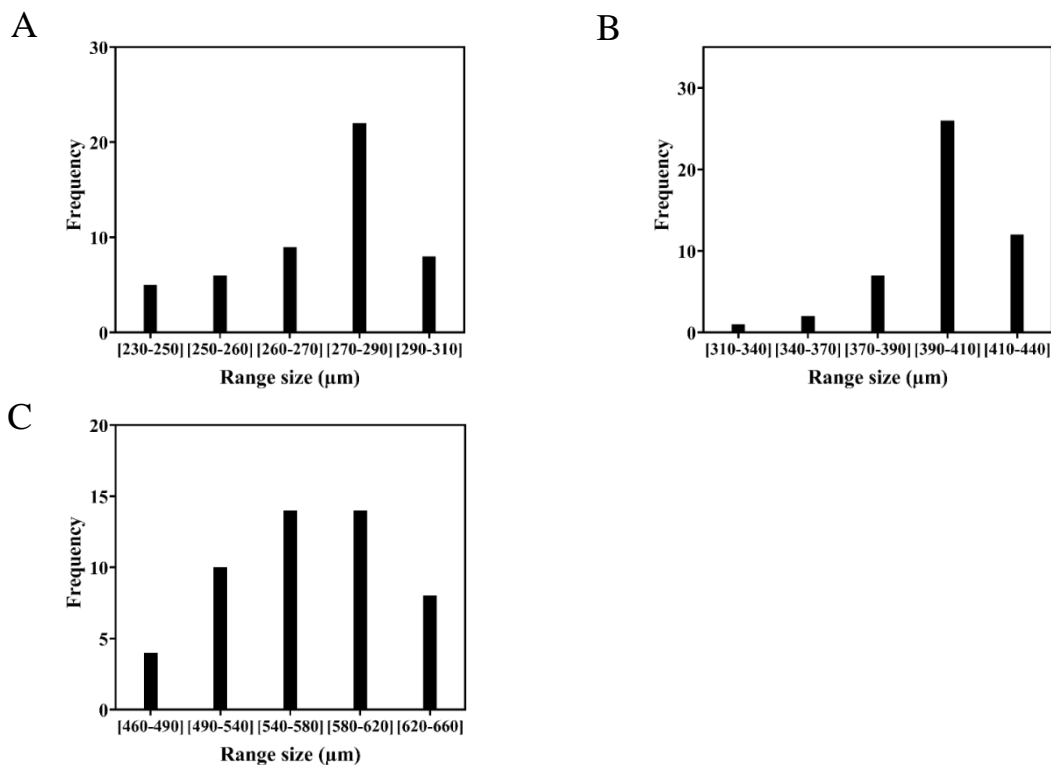 A
30
20
10
0
Frequency
[230-250] [250-260] [260-270] [270-290] [290-310]
Range size (µm)
B
30
20
10
0
Frequency
[310-340] [340-370] [370-390] [390-410] [410-440]
Range size (µm)
C
20
15
10
5
0
Frequency
[460-490] [490-540] [540-580] [580-620] [620-660]
Range size (µm)